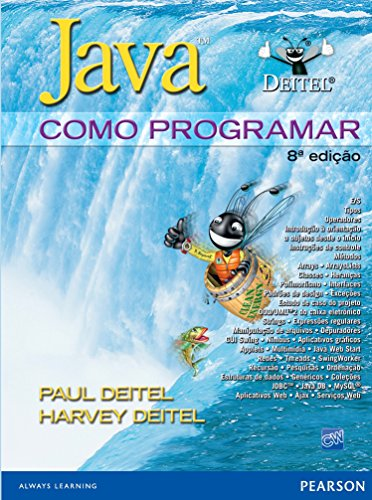 Java™
DEITEL®
COMO PROGRAMAR
8ª edição
E/S
Tipos
Operadores
Introdução à orientação
a objetos desde o início
Instruções de controle
Métodos
Arrays • ArrayLists
Classes • Heranças
Polimorfismo • Interfaces
Padrões de design • Exceções
Estudo de caso do projeto
OOD/UML™: do caixa eletrônico
Strings • Expressões regulares
Manipulação de arquivos • Depuradores
GUI Swing • Nimbus • Aplicativos gráficos
Applets • Multimídia • Java Web Start
Redes • Threads • SwingWorker
Recursão • Pesquisas • Ordenação
Estruturas de dados • Genéricos • Coleções
JDBC™ • Java DB • MySQL®
Aplicativos Web • Ajax • Serviços Web
PAUL DEITEL
HARVEY DEITEL
CW
ALWAYS LEARNING
PEARSON